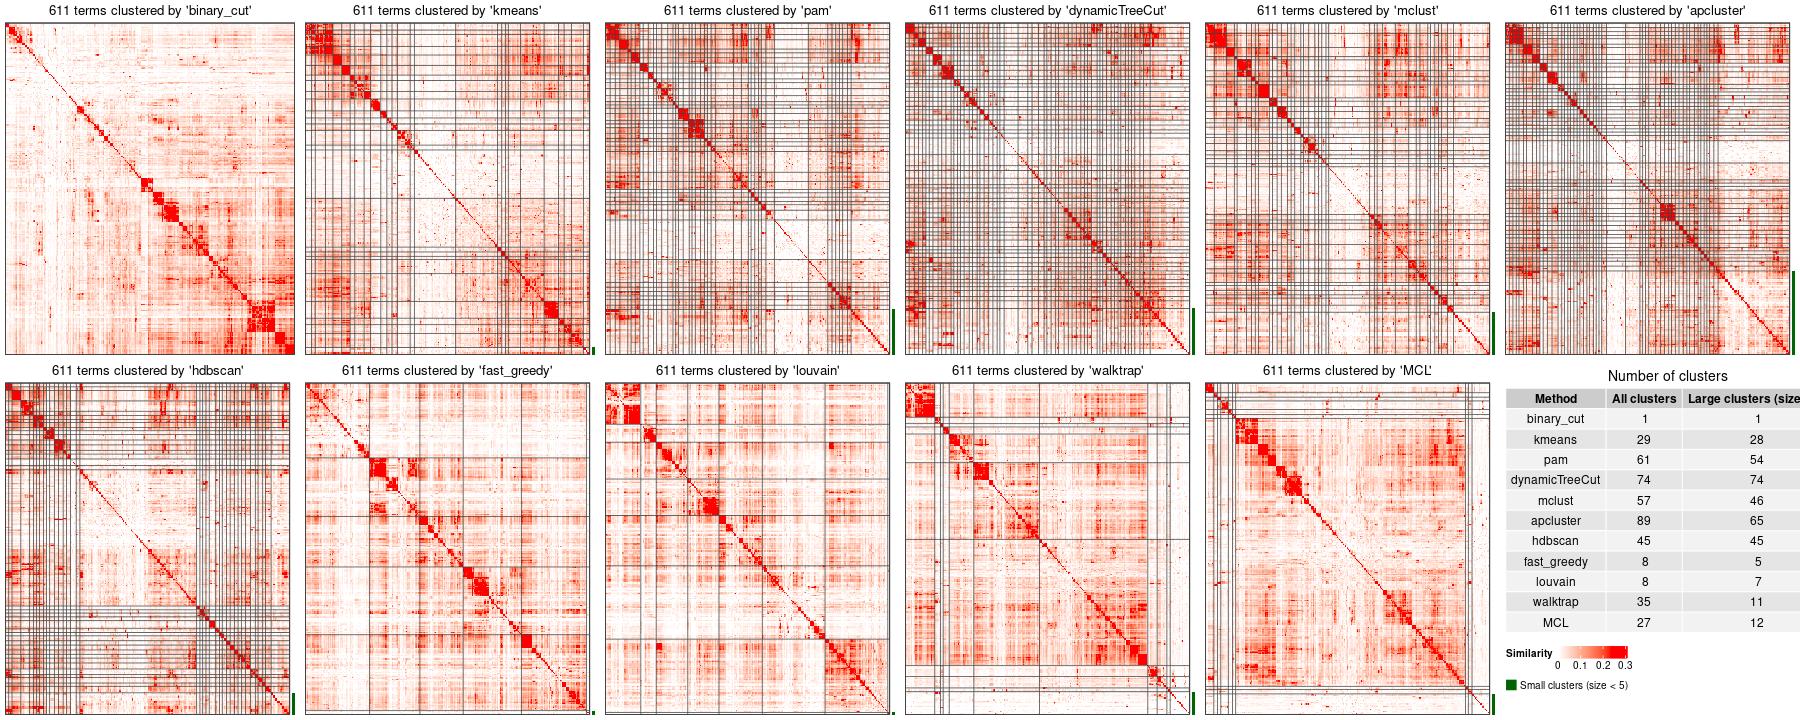 611 terms clustered by 'binary_cut'
611 terms clustered by 'kmeans'
611 terms clustered by 'pam'
611 terms clustered by 'dynamicTreeCut'
611 terms clustered by 'mclust'
611 terms clustered by 'apcluster'
611 terms clustered by 'hdbscan'
611 terms clustered by 'fast_greedy'
611 terms clustered by 'louvain'
611 terms clustered by 'walktrap'
611 terms clustered by 'MCL'
Number of clusters
Method All clusters Large clusters (size
binary_cut 1 1
kmeans 29 28
pam 61 54
dynamicTreeCut 74 74
mclust 57 46
apcluster 89 65
hdbscan 45 45
fast_greedy 8 5
louvain 8 7
walktrap 35 11
MCL 27 12
Similarity
0 0.1 0.2 0.3
Small clusters (size < 5)